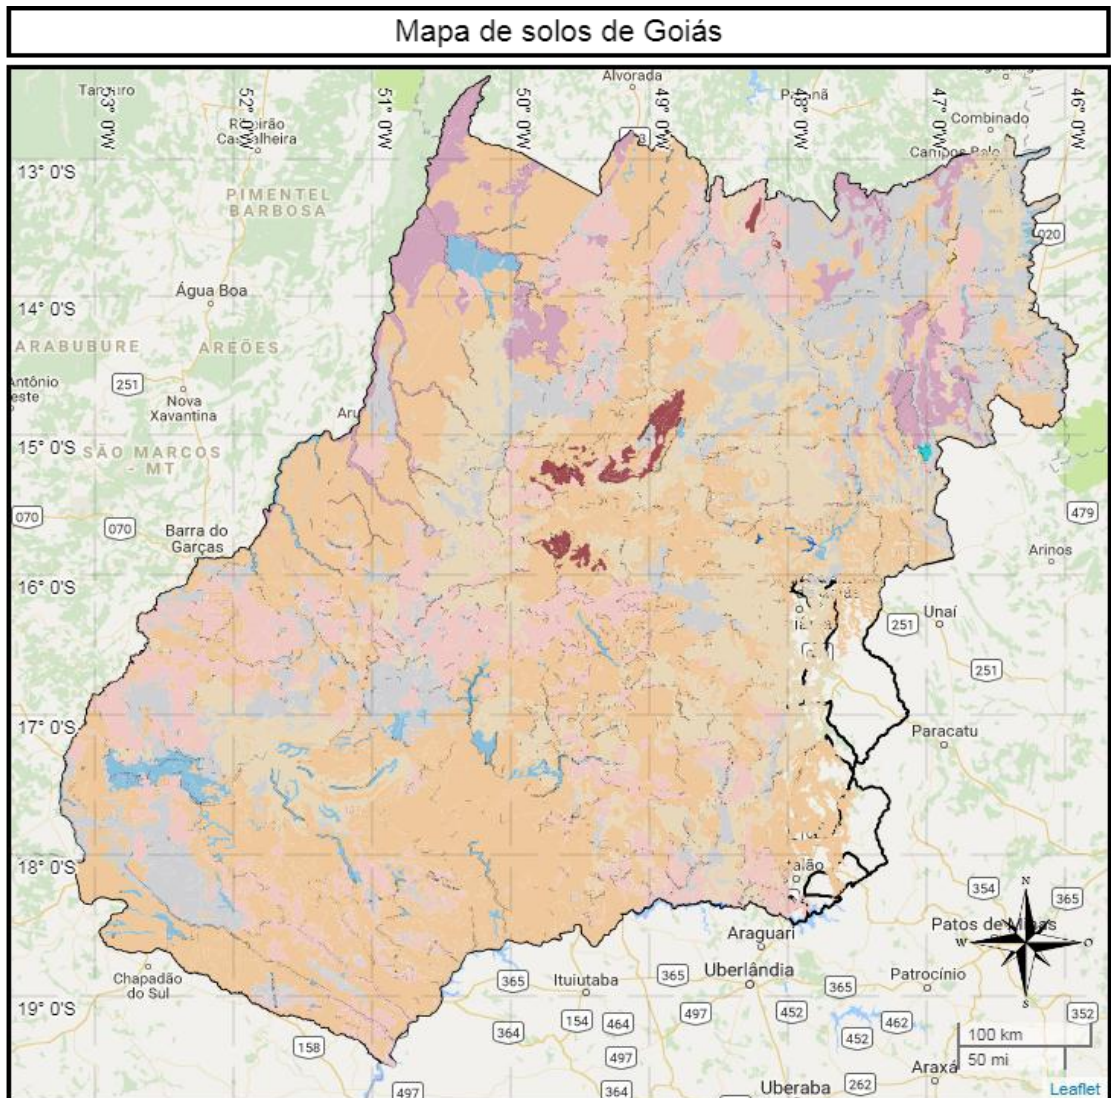 Mapa de solos de Goiás
Alvorada
53° 0'W
52° 0'W
51° 0'W
50° 0'W
49° 0'W
48° 0'W
47° 0'W
46° 0'W
Combinado
13° 0'S
PIMENTEL
BARBOSA
020
Água Boa
14° 0'S
ARABUBURE
AREÕES
251
Nova
Xavantina
Aru
15° 0'S
SÃO MARCOS
- MT
070
070
479
Barra do
Garças
Arinos
16° 0'S
Unaí
251
251
17° 0'S
Paracatu
18° 0'S
alão
N
354
365
Patos de Minas
W
O
S
Araguari
Chapadão
do Sul
365
Ituiutaba
365
Uberlândia
365
Patrocínio
19° 0'S
497
452
352
364
154
464
462
452
100 km
50 mi
158
497
Araxá
497
364
Uberaba
262
Leaflet